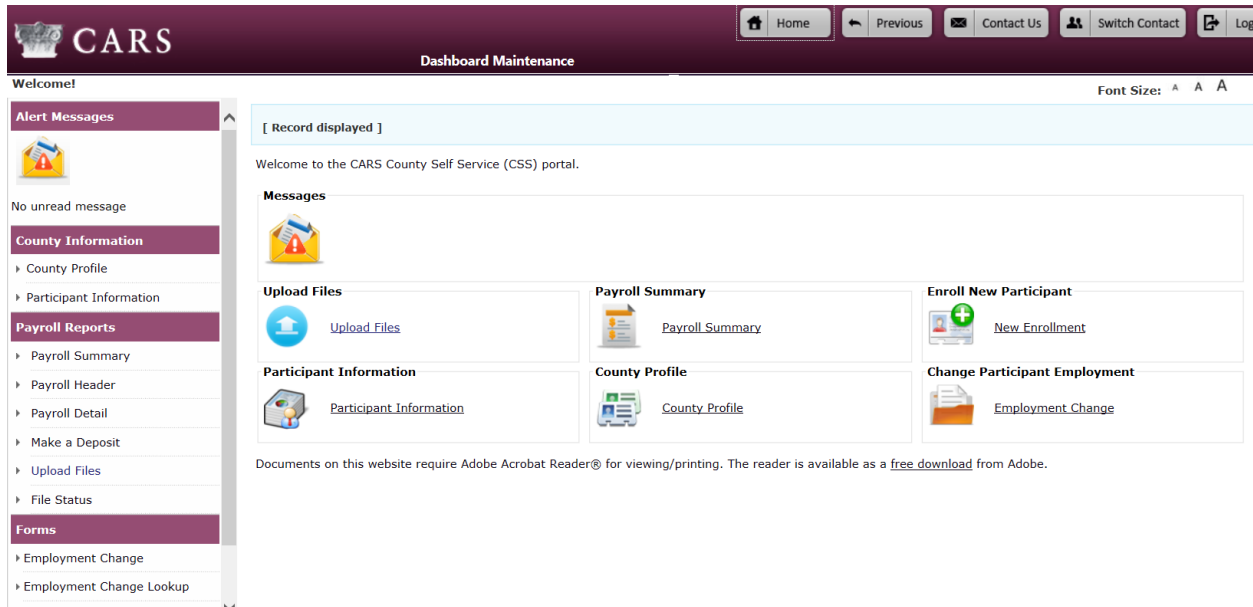 CARS
Home
Previous
Contact Us
Switch Contact
Log
Dashboard Maintenance
Welcome!
Font Size: A A A
Alert Messages
No unread message
County Information
County Profile
Participant Information
Payroll Reports
Payroll Summary
Payroll Header
Payroll Detail
Make a Deposit
Upload Files
File Status
Forms
Employment Change
Employment Change Lookup
[ Record displayed ]
Welcome to the CARS County Self Service (CSS) portal.
Messages
Upload Files
Upload Files
Payroll Summary
Payroll Summary
Enroll New Participant
New Enrollment
Participant Information
Participant Information
County Profile
County Profile
Change Participant Employment
Employment Change
Documents on this website require Adobe Acrobat Reader® for viewing/printing. The reader is available as a free download from Adobe.